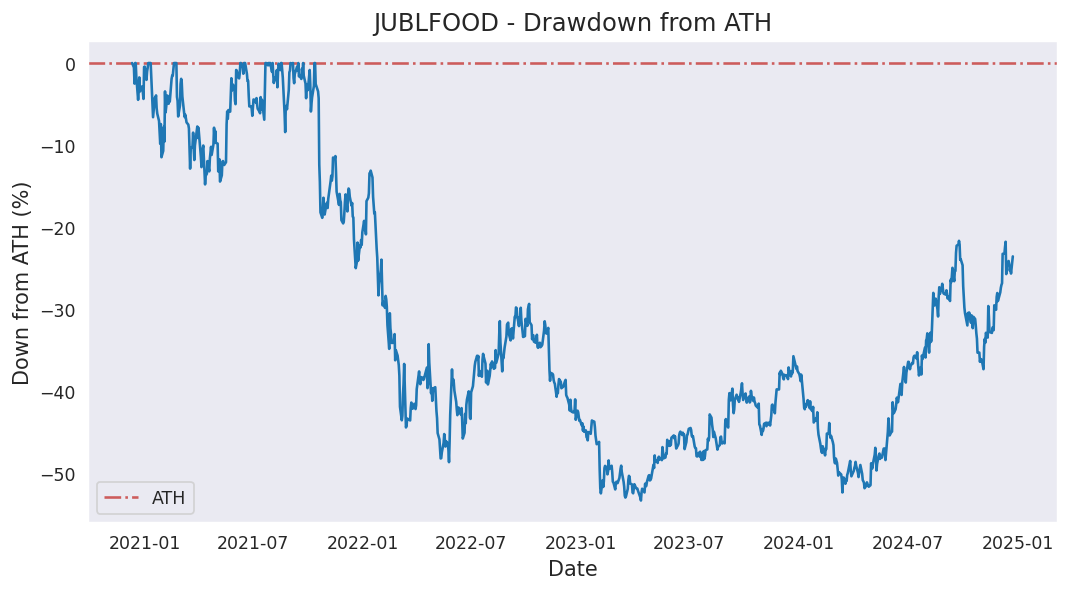 JUBLFOOD - Drawdown from ATH
Down from ATH (%)
0
−10
−20
−30
−40
−50
ATH
2021-01 2021-07 2022-01 2022-07 2023-01 2023-07 2024-01 2024-07 2025-01
Date